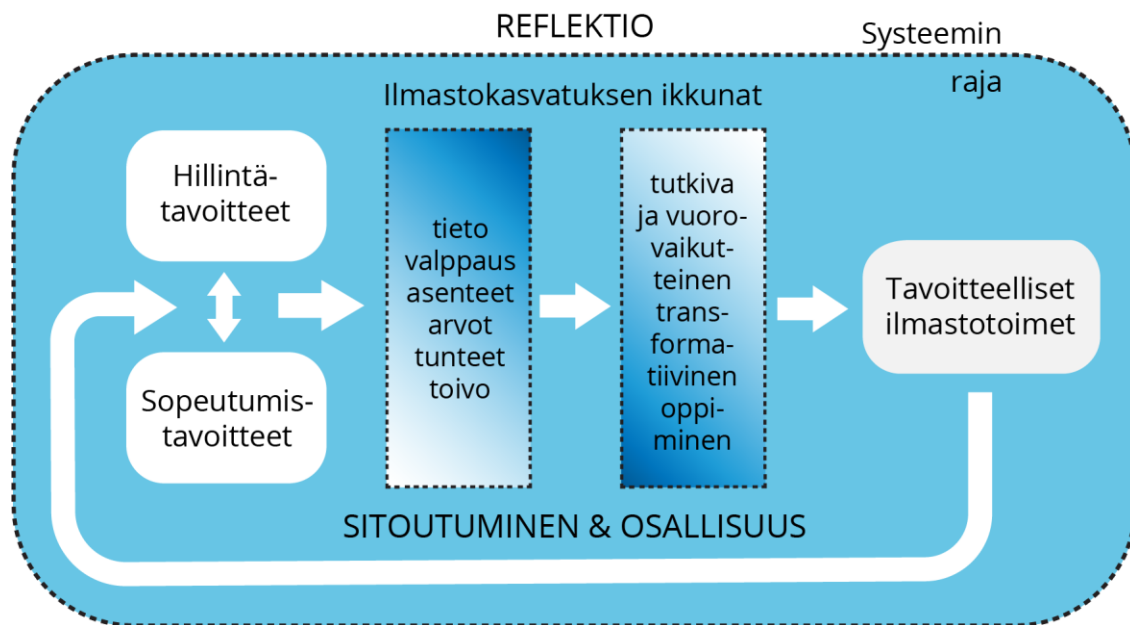 REFLEKTIO
Systeemin
raja
Ilmastokasvatuksen ikkunat
Hillintä-
tavoitteet
Sopeutumis-
tavoitteet
tieto
valppaus
asenteet
arvot
tunteet
toivo
tutkiva
ja vuoro-
vaikut-
teinen
trans-
forma-
tiivinen
oppi-
minen
Tavoitteelliset
ilmastotoimet
SITOUTUMINEN & OSALLISUUS